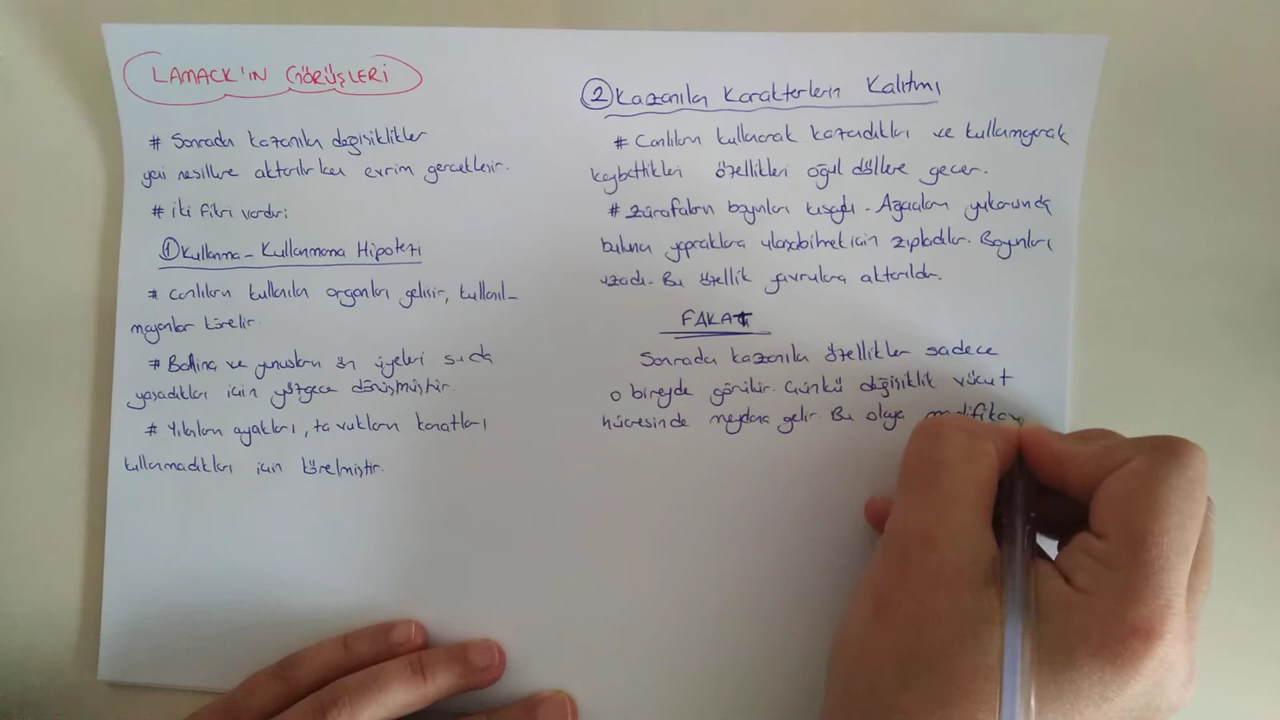 LAMACK'IN GÖRÜŞLERİ
# Sonradan kazanılan değişiklikler
yeni nesillere aktarılırken evrim gerçekleşir.
# iki fikri vardır:
① Kullanma - Kullanmama Hipotezi
# Canlıların kullanılan organları gelişir, kullanıl-
mayanlar körelir.
# Balina ve yunusların ön üyeleri suda
yaşadıkları için yüzgece dönüşmüştür.
# Yılanların ayakları, tavukların kanatları
kullanmadıkları için körelmiştir.
② Kazanılan Karakterlerin Kalıtımı
# Canlıların kullanarak kazandıkları ve kullanmayarak
kaybettikleri özellikleri oğul döllere geçer.
# Zürafaların boyunları kısaydı. Ağaçların yukarısında
bulunan yapraklara ulaşabilmek için zıpladılar. Boyunları
uzadı. Bu özellik yavrulara aktarıldı.
FAKAT
Sonradan kazanılan özellikler sadece
o bireyde görülür. Çünkü değişiklik vücut
hücresinde meydana gelir. Bu olaya